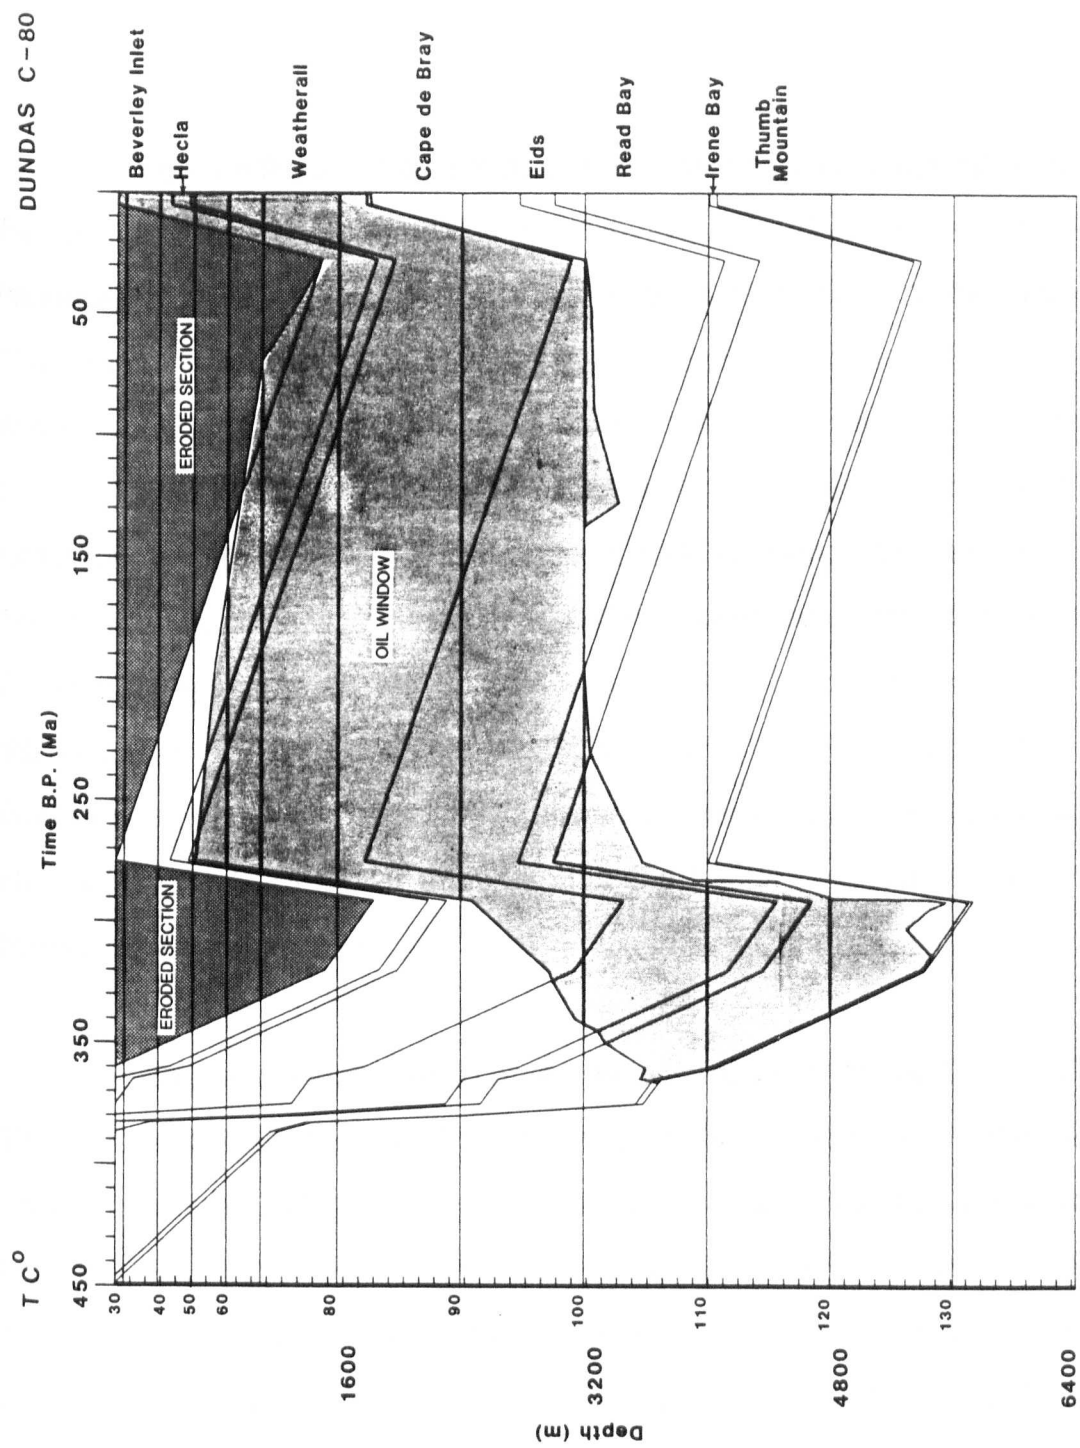 DUNDAS C-80
Time B.P. (Ma)
T C°
450
350
250
150
50
30
40
50
60
80
90
100
110
120
130
1600
3200
4800
6400
Depth (m)
ERODED SECTION
ERODED SECTION
OIL WINDOW
Beverley Inlet
Hecla
Weatherall
Cape de Bray
Eids
Read Bay
Irene Bay
Thumb
Mountain